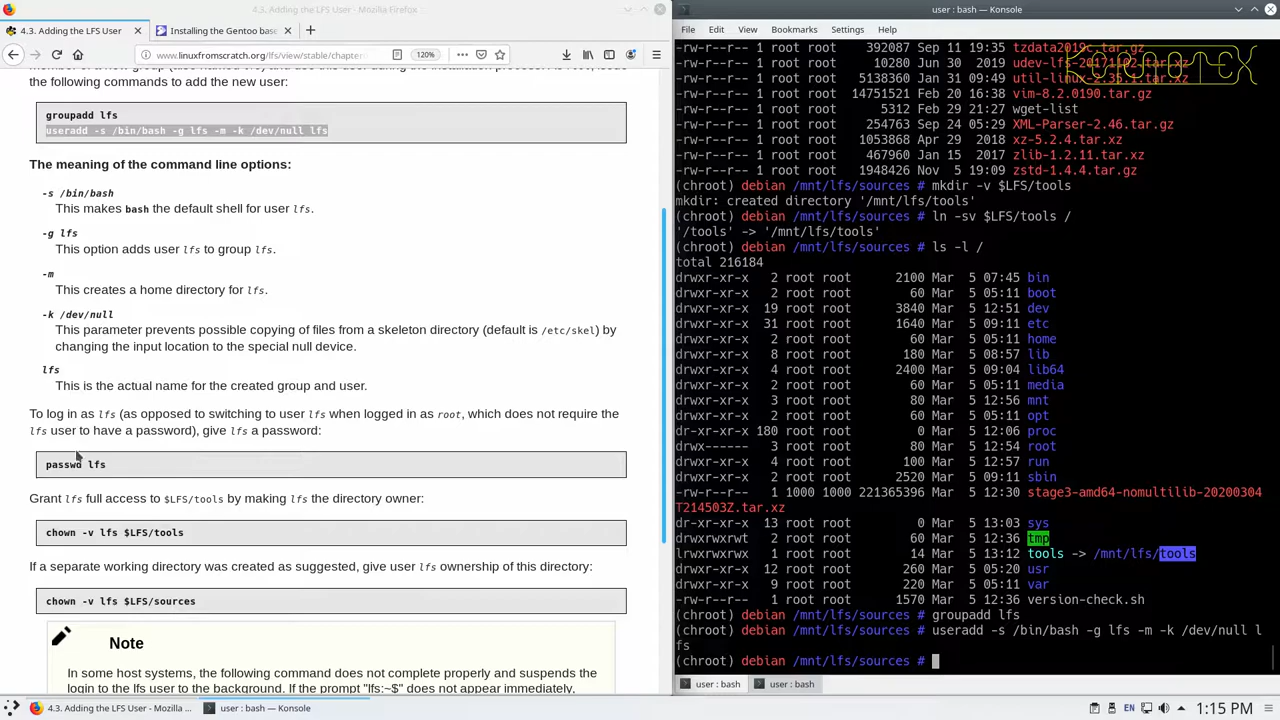 4.3. Adding the LFS User - Mozilla Firefox
4.3. Adding the LFS User
Installing the Gentoo base
www.linuxfromscratch.org/lfs/view/stable/chapter
120%
the following commands to add the new user:
groupadd lfs
useradd -s /bin/bash -g lfs -m -k /dev/null lfs
The meaning of the command line options:
-s /bin/bash
This makes bash the default shell for user lfs.
-g lfs
This option adds user lfs to group lfs.
-m
This creates a home directory for lfs.
-k /dev/null
This parameter prevents possible copying of files from a skeleton directory (default is /etc/skel) by
changing the input location to the special null device.
lfs
This is the actual name for the created group and user.
To log in as lfs (as opposed to switching to user lfs when logged in as root, which does not require the
lfs user to have a password), give lfs a password:
passwd lfs
Grant lfs full access to $LFS/tools by making lfs the directory owner:
chown -v lfs $LFS/tools
If a separate working directory was created as suggested, give user lfs ownership of this directory:
chown -v lfs $LFS/sources
Note
In some host systems, the following command does not complete properly and suspends the
login to the lfs user to the background. If the prompt "lfs:~$" does not appear immediately,
user : bash — Konsole
File Edit View Bookmarks Settings Help
-rw-r--r-- 1 root root 392087 Sep 11 19:35 tzdata2019c.tar.gz
-rw-r--r-- 1 root root 10280 Jun 30 2019 udev-lfs-20171102.tar.xz
-rw-r--r-- 1 root root 5138360 Jan 31 09:49 util-linux-2.35.1.tar.xz
-rw-r--r-- 1 root root 14751521 Feb 20 16:38 vim-8.2.0190.tar.gz
-rw-r--r-- 1 root root 5312 Feb 29 21:27 wget-list
-rw-r--r-- 1 root root 254763 Sep 24 05:29 XML-Parser-2.46.tar.gz
-rw-r--r-- 1 root root 1053868 Apr 29 2018 xz-5.2.4.tar.xz
-rw-r--r-- 1 root root 467960 Jan 15 2017 zlib-1.2.11.tar.xz
-rw-r--r-- 1 root root 1948426 Nov 5 19:09 zstd-1.4.4.tar.gz
(chroot) debian /mnt/lfs/sources # mkdir -v $LFS/tools
mkdir: created directory '/mnt/lfs/tools'
(chroot) debian /mnt/lfs/sources # ln -sv $LFS/tools /
'/tools' -> '/mnt/lfs/tools'
(chroot) debian /mnt/lfs/sources # ls -l /
total 216184
drwxr-xr-x 2 root root 2100 Mar 5 07:45 bin
drwxr-xr-x 2 root root 60 Mar 5 05:11 boot
drwxr-xr-x 19 root root 3840 Mar 5 12:51 dev
drwxr-xr-x 31 root root 1640 Mar 5 09:11 etc
drwxr-xr-x 2 root root 60 Mar 5 05:11 home
drwxr-xr-x 8 root root 180 Mar 5 08:57 lib
drwxr-xr-x 4 root root 2400 Mar 5 09:04 lib64
drwxr-xr-x 2 root root 60 Mar 5 05:11 media
drwxr-xr-x 3 root root 80 Mar 5 12:56 mnt
drwxr-xr-x 2 root root 60 Mar 5 05:11 opt
dr-xr-xr-x 180 root root 0 Mar 5 12:06 proc
drwx------ 3 root root 80 Mar 5 12:54 root
drwxr-xr-x 4 root root 100 Mar 5 12:57 run
drwxr-xr-x 2 root root 2520 Mar 5 05:11 sbin
-rw-r--r-- 1 1000 1000 221365396 Mar 5 12:30 stage3-amd64-nomultilib-20200304
T214503Z.tar.xz
dr-xr-xr-x 13 root root 0 Mar 5 13:03 sys
drwxrwxrwt 2 root root 60 Mar 5 12:36 tmp
lrwxrwxrwx 1 root root 14 Mar 5 13:12 tools -> /mnt/lfs/tools
drwxr-xr-x 12 root root 260 Mar 5 05:20 usr
drwxr-xr-x 9 root root 220 Mar 5 05:11 var
-rw-r--r-- 1 root root 1570 Mar 5 12:36 version-check.sh
(chroot) debian /mnt/lfs/sources # groupadd lfs
(chroot) debian /mnt/lfs/sources # useradd -s /bin/bash -g lfs -m -k /dev/null l
fs
(chroot) debian /mnt/lfs/sources #
user : bash
user : bash
4.3. Adding the LFS User - Mozilla ...
user : bash — Konsole
EN
1:15 PM